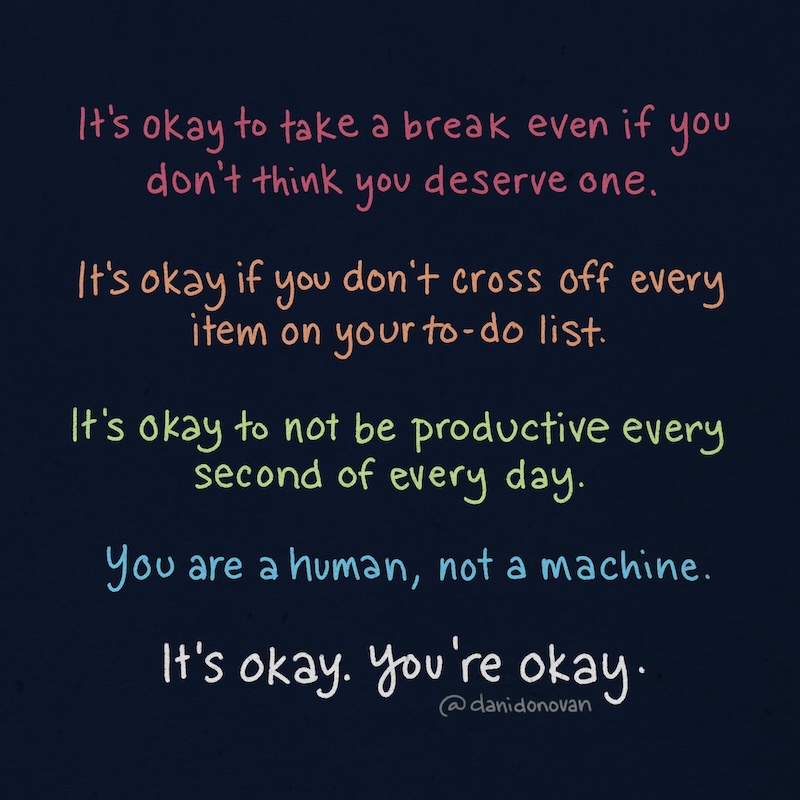 It's okay to take a break even if you
don't think you deserve one.
It's okay if you don't cross off every
item on your to-do list.
It's okay to not be productive every
second of every day.
You are a human, not a machine.
It's okay. You're okay.
@danidonovan